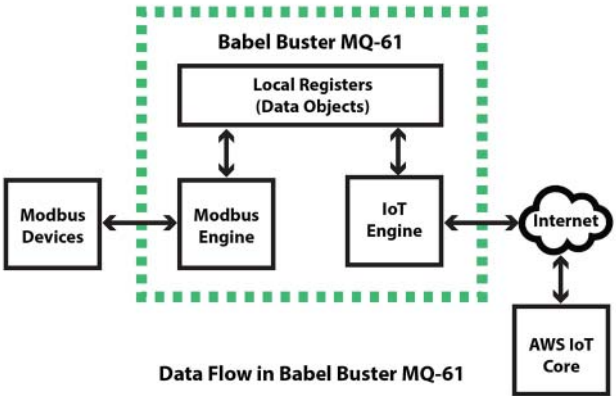 Babel Buster MQ-61
Local Registers
(Data Objects)
Modbus
Devices
Modbus
Engine
IoT
Engine
Internet
AWS IoT
Core
Data Flow in Babel Buster MQ-61